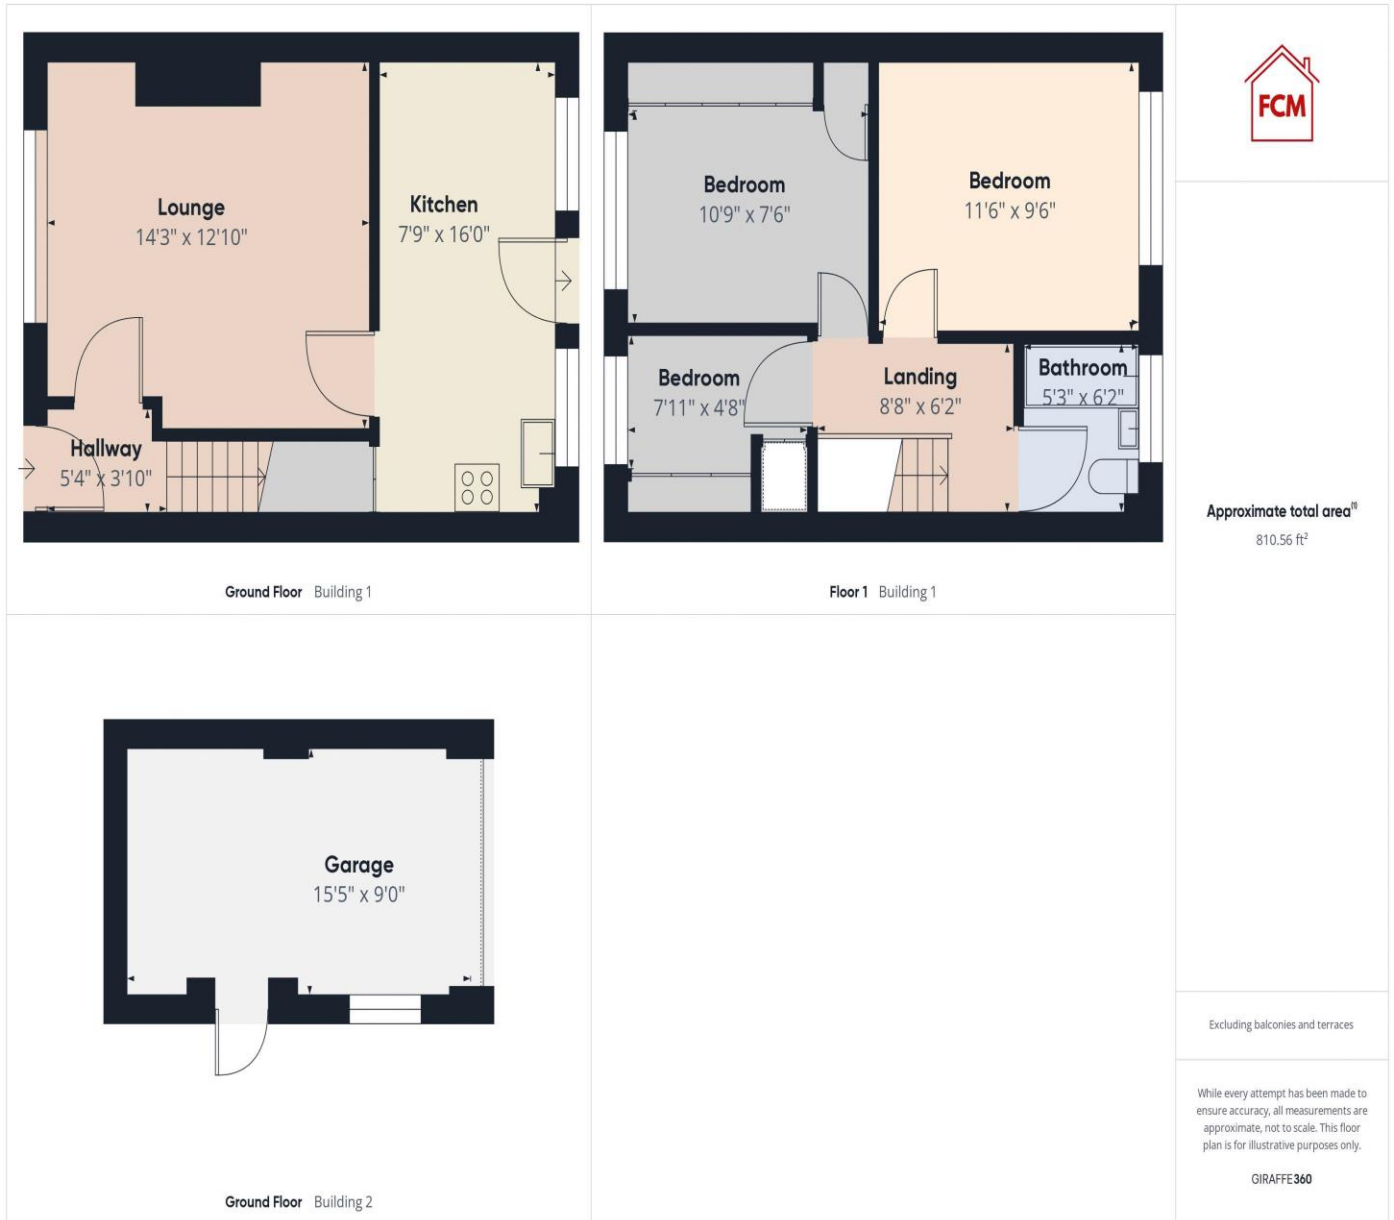 Lounge
14'3" x 12'10"
Kitchen
7'9" x 16'0"
Hallway
5'4" x 3'10"
Ground Floor Building 1
Bedroom
10'9" x 7'6"
Bedroom
11'6" x 9'6"
Bedroom
7'11" x 4'8"
Landing
8'8" x 6'2"
Bathroom
5'3" x 6'2"
Floor 1 Building 1
Garage
15'5" x 9'0"
Ground Floor Building 2
FCM
Approximate total area⁽¹⁾
810.56 ft²
Excluding balconies and terraces
While every attempt has been made to
ensure accuracy, all measurements are
approximate, not to scale. This floor
plan is for illustrative purposes only.
GIRAFFE360